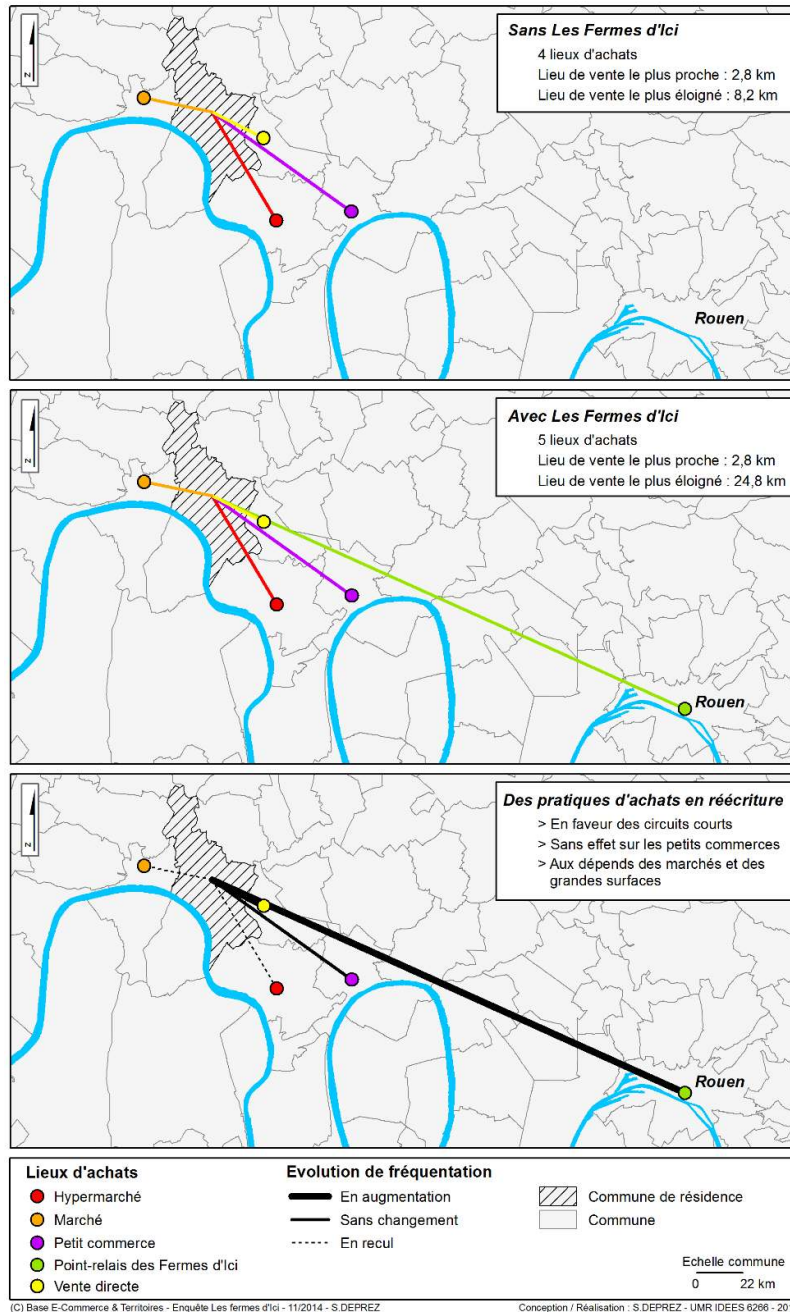 Sans Les Fermes d'Ici
4 lieux d'achats
Lieu de vente le plus proche : 2,8 km
Lieu de vente le plus éloigné : 8,2 km
N
Rouen
Avec Les Fermes d'Ici
5 lieux d'achats
Lieu de vente le plus proche : 2,8 km
Lieu de vente le plus éloigné : 24,8 km
N
Rouen
Des pratiques d'achats en réécriture
> En faveur des circuits courts
> Sans effet sur les petits commerces
> Aux dépends des marchés et des
grandes surfaces
N
Rouen
Lieux d'achats
Hypermarché
Marché
Petit commerce
Point-relais des Fermes d'Ici
Vente directe
Evolution de fréquentation
En augmentation
Sans changement
En recul
Commune de résidence
Commune
Echelle commune
0 22 km
(C) Base E-Commerce & Territoires - Enquête Les fermes d'Ici - 11/2014 - S.DEPREZ
Conception / Réalisation : S.DEPREZ - UMR IDEES 6266 - 20